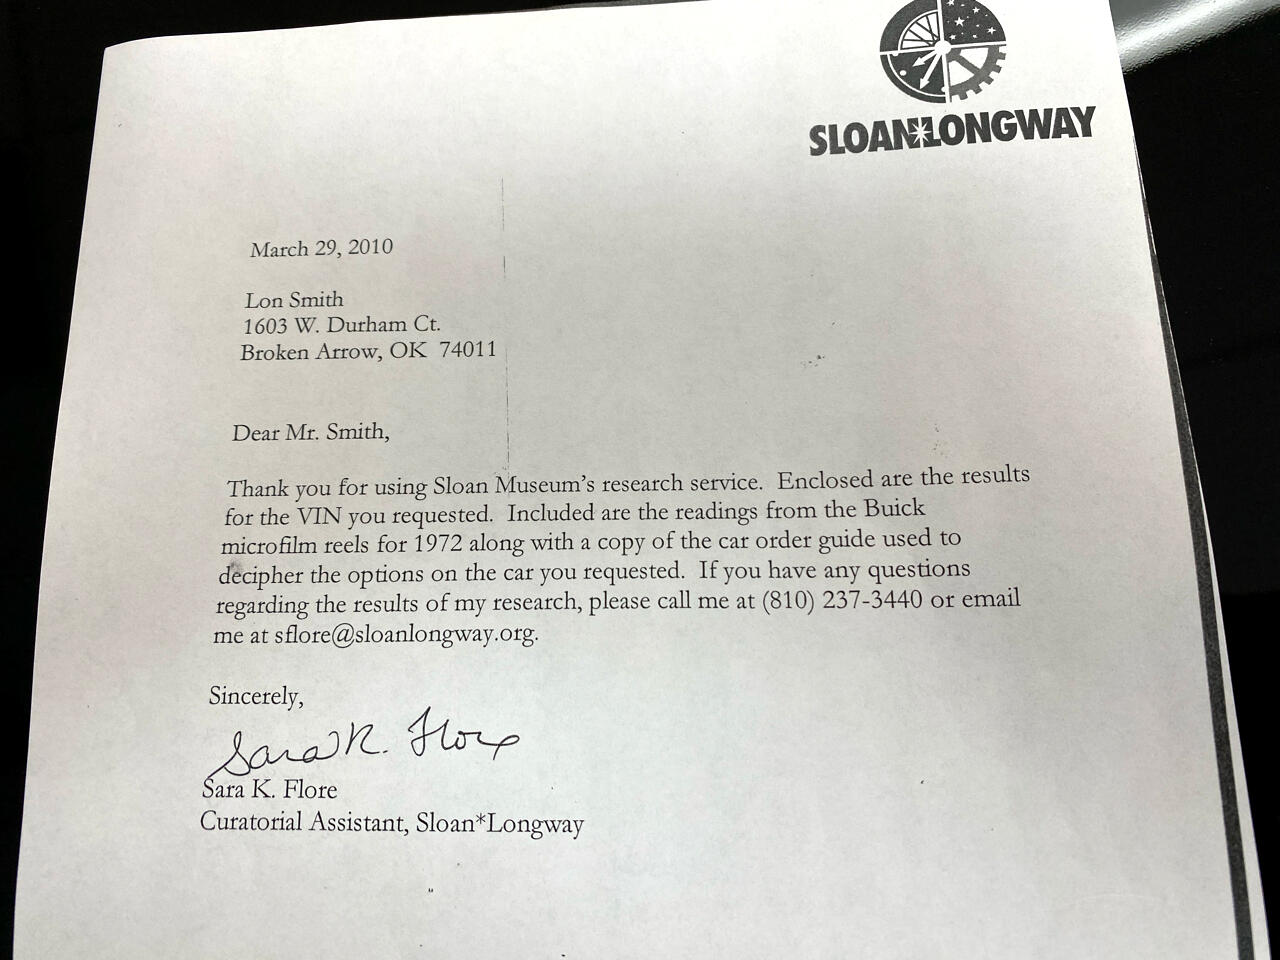 SLOAN*LONGWAY
March 29, 2010
Lon Smith
1603 W. Durham Ct.
Broken Arrow, OK 74011
Dear Mr. Smith,
Thank you for using Sloan Museum's research service. Enclosed are the results
for the VIN you requested. Included are the readings from the Buick
microfilm reels for 1972 along with a copy of the car order guide used to
decipher the options on the car you requested. If you have any questions
regarding the results of my research, please call me at (810) 237-3440 or email
me at sflore@sloanlongway.org.
Sincerely,
Sara K. Flore
Sara K. Flore
Curatorial Assistant, Sloan*Longway